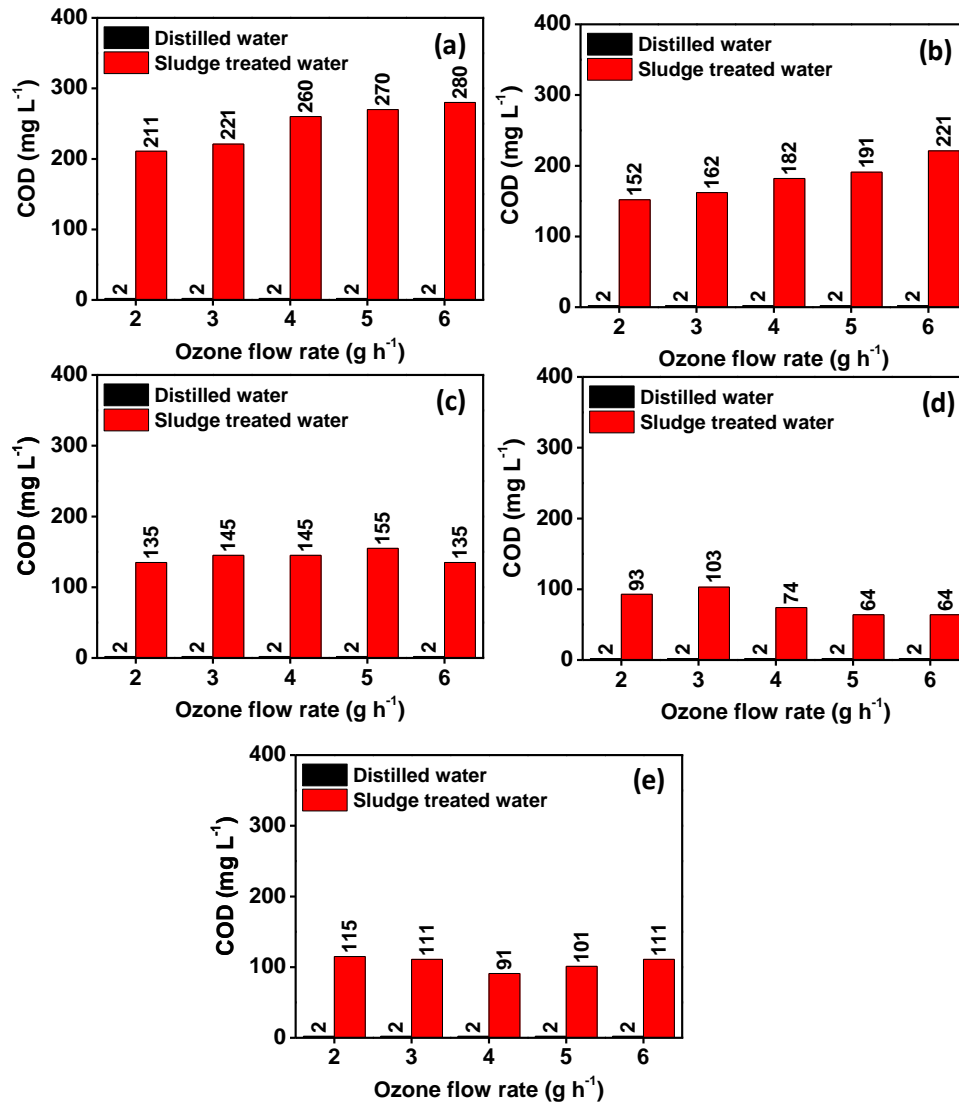 (a)
Distilled water
Sludge treated water
COD (mg L⁻¹)
400
300
200
100
0
2 211 2 221 2 260 2 270 2 280
2 3 4 5 6
Ozone flow rate (g h⁻¹)
(b)
Distilled water
Sludge treated water
COD (mg L⁻¹)
400
300
200
100
0
2 152 2 162 2 182 2 191 2 221
2 3 4 5 6
Ozone flow rate (g h⁻¹)
(c)
Distilled water
Sludge treated water
COD (mg L⁻¹)
400
300
200
100
0
2 135 2 145 2 145 2 155 2 135
2 3 4 5 6
Ozone flow rate (g h⁻¹)
(d)
Distilled water
Sludge treated water
COD (mg L⁻¹)
400
300
200
100
0
2 93 2 103 2 74 2 64 2 64
2 3 4 5 6
Ozone flow rate (g h⁻¹)
(e)
Distilled water
Sludge treated water
COD (mg L⁻¹)
400
300
200
100
0
2 115 2 111 2 91 2 101 2 111
2 3 4 5 6
Ozone flow rate (g h⁻¹)